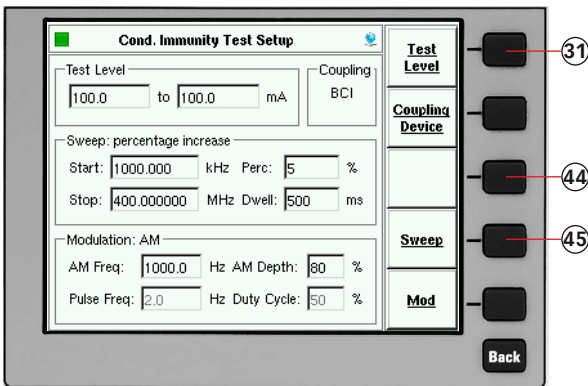 Cond. Immunity Test Setup
Test Level
100.0 to 100.0 mA
Coupling
BCI
Sweep: percentage increase
Start: 1000.000 kHz Perc: 5 %
Stop: 400.000000 MHz Dwell: 500 ms
Modulation: AM
AM Freq: 1000.0 Hz AM Depth: 80 %
Pulse Freq: 2.0 Hz Duty Cycle: 50 %
Test
Level
Coupling
Device
Sweep
Mod
Back
31
44
45